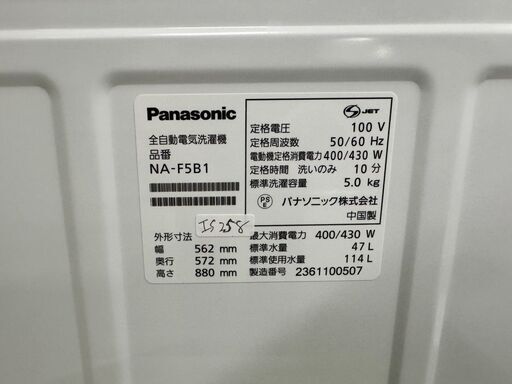 Panasonic
全自動電気洗濯機
品番
NA-F5B1
IS258
外形寸法
幅 562 mm
奥行 572 mm
高さ 880 mm
S JET
定格電圧 100 V
定格周波数 50/60 Hz
電動機定格消費電力 400/430 W
定格時間 洗いのみ 10 分
標準洗濯容量 5.0 kg
PS E パナソニック株式会社
中国製
最大消費電力 400/430 W
標準水量 47 L
標準使用水量 114 L
製造番号 2361100507